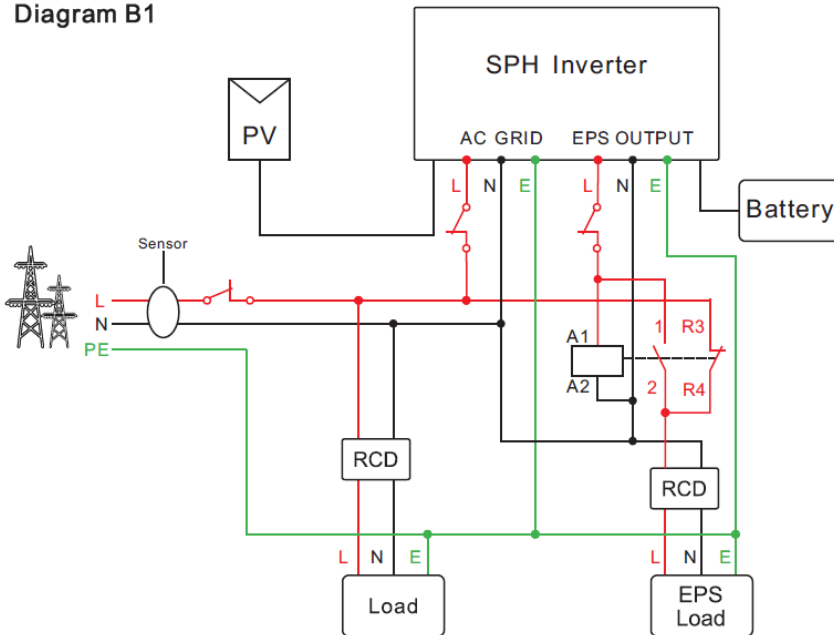 Diagram B1
SPH Inverter
PV
AC GRID EPS OUTPUT
L N E L N E
Battery
Sensor
L
N
PE
A1
A2
1 R3
2 R4
RCD
RCD
L N E
L N E
Load
EPS
Load